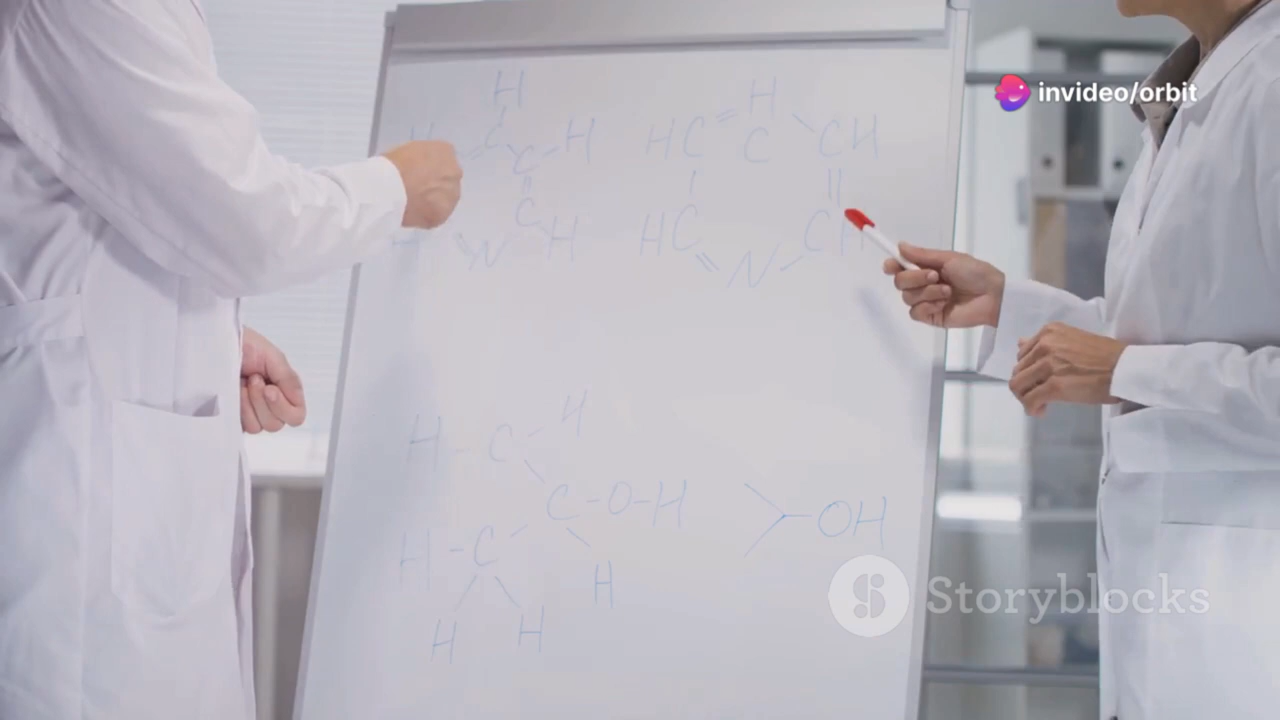 invideo/orbit
H
H C H HC H C CH
C
C
H N H HC N CH
H C H
C-O-H OH
H-C
H
H H
Storyblocks